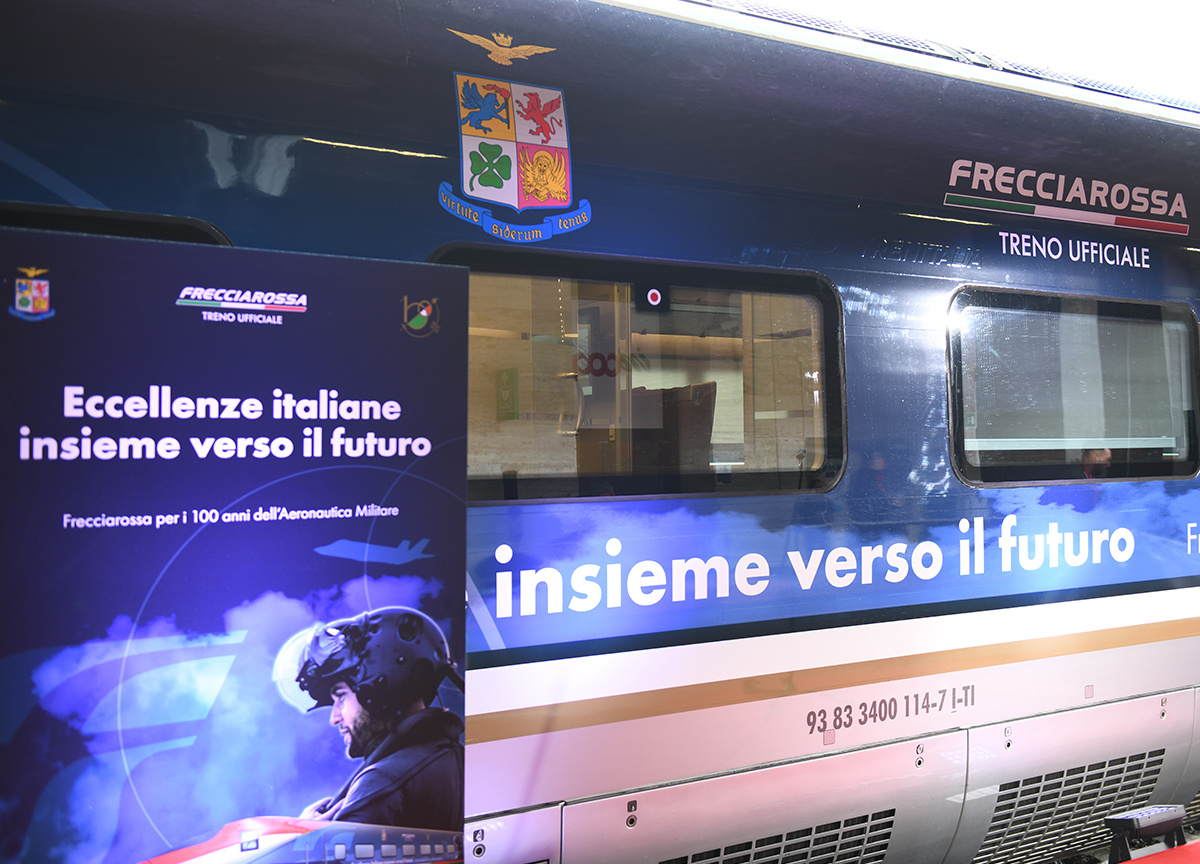 virtute
siderum
tenus
FRECCIAROSSA
TRENO UFFICIALE
FRECCIAROSSA
TRENO UFFICIALE
100
Eccellenze italiane
insieme verso il futuro
Frecciarossa per i 100 anni dell'Aeronautica Militare
insieme verso il futuro
93 83 3400 114-7 I-TI